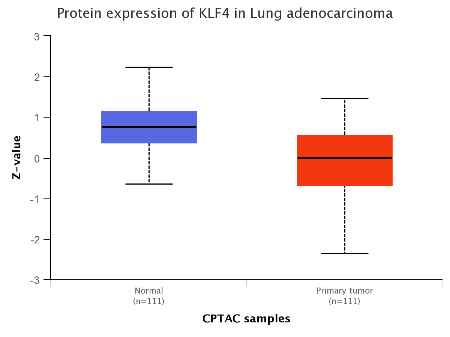 Protein expression of KLF4 in Lung adenocarcinoma
3
2
1
0
-1
-2
-3
Z-value
Normal
(n=111)
Primary tumor
(n=111)
CPTAC samples